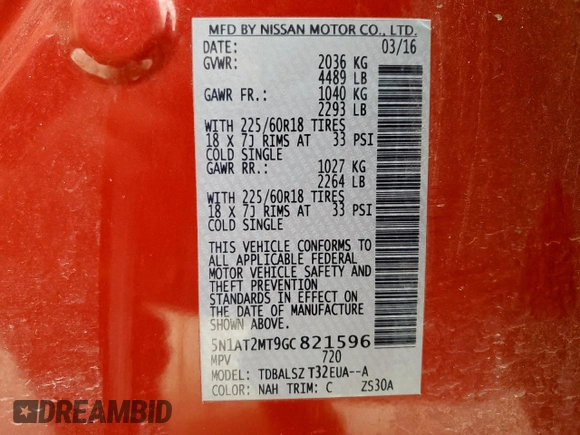 MFD BY NISSAN MOTOR CO., LTD.
DATE: 03/16
GVWR: 2036 KG
4489 LB
GAWR FR.: 1040 KG
2293 LB
WITH 225/60R18 TIRES
18 X 7J RIMS AT 33 PSI
COLD SINGLE
GAWR RR.: 1027 KG
2264 LB
WITH 225/60R18 TIRES
18 X 7J RIMS AT 33 PSI
COLD SINGLE
THIS VEHICLE CONFORMS TO
ALL APPLICABLE FEDERAL
MOTOR VEHICLE SAFETY AND
THEFT PREVENTION
STANDARDS IN EFFECT ON
THE DATE OF MANUFACTURE
SHOWN ABOVE.
5N1AT2MT9GC821596
MPV 720
MODEL: TDBALSZ T32EUA--A
COLOR: NAH TRIM: C ZS30A
DREAMBID